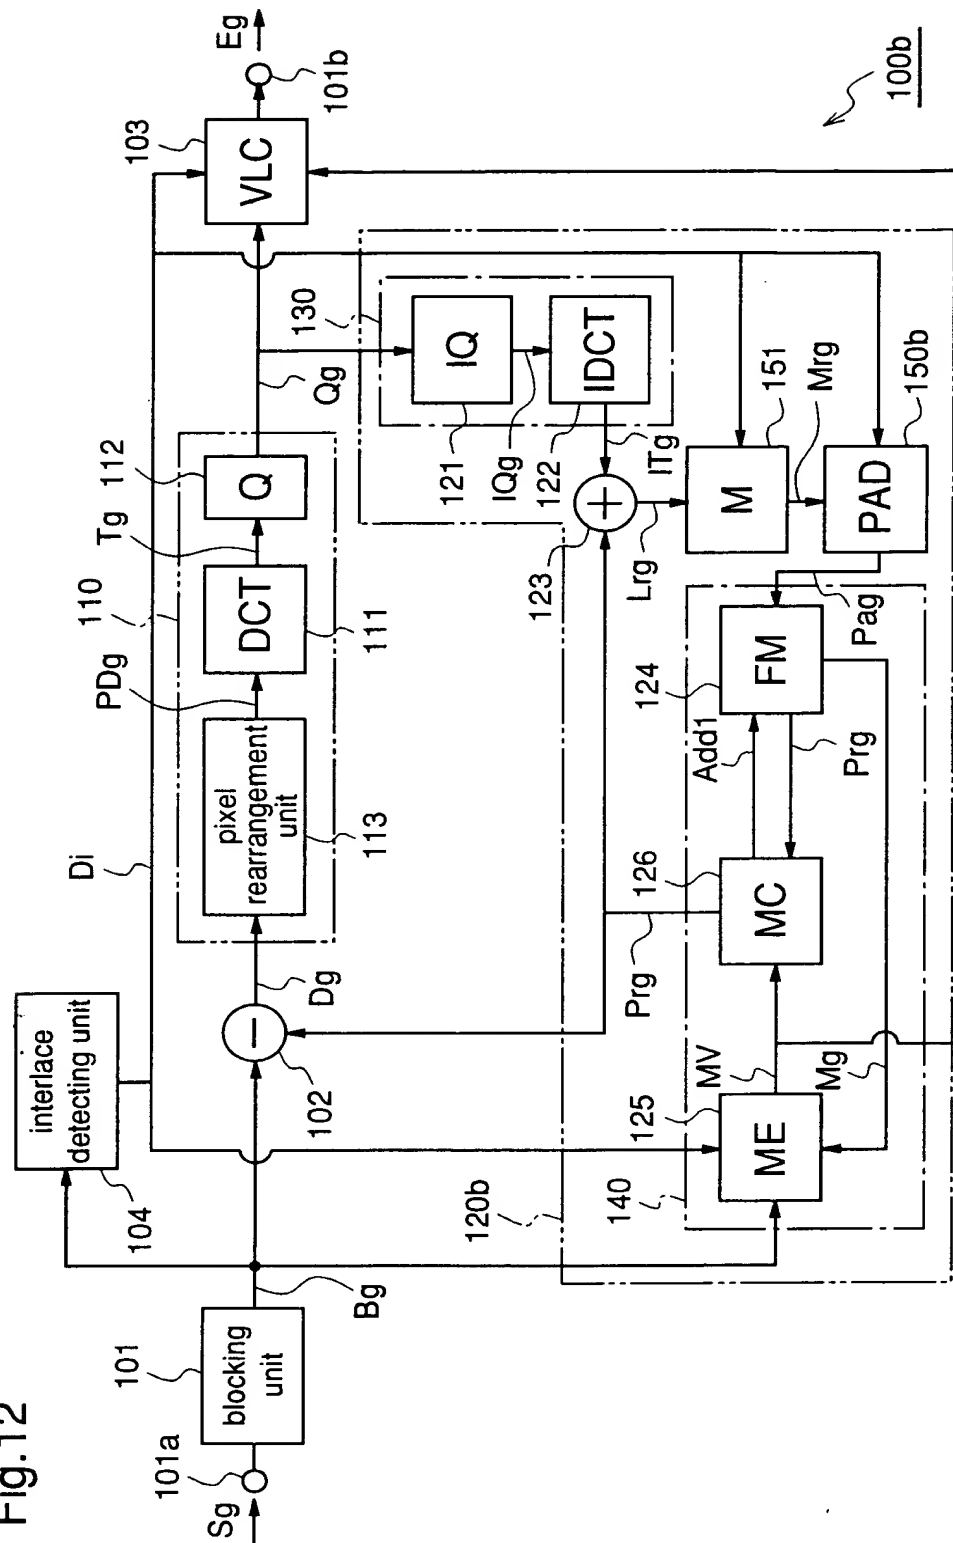 Fig.12
100b
Sg
101a
101
blocking
unit
Bg
104
interlace
detecting unit
Di
102
Dg
110
113
pixel
rearrangement
unit
PDg
111
DCT
Tg
112
Q
Qg
103
VLC
101b
Eg
120b
130
121
IQ
IQg
122
IDCT
ITg
123
Lrg
151
M
Mrg
150b
PAD
Pag
140
125
ME
MV
Mg
126
MC
Prg
Add1
Prg
124
FM